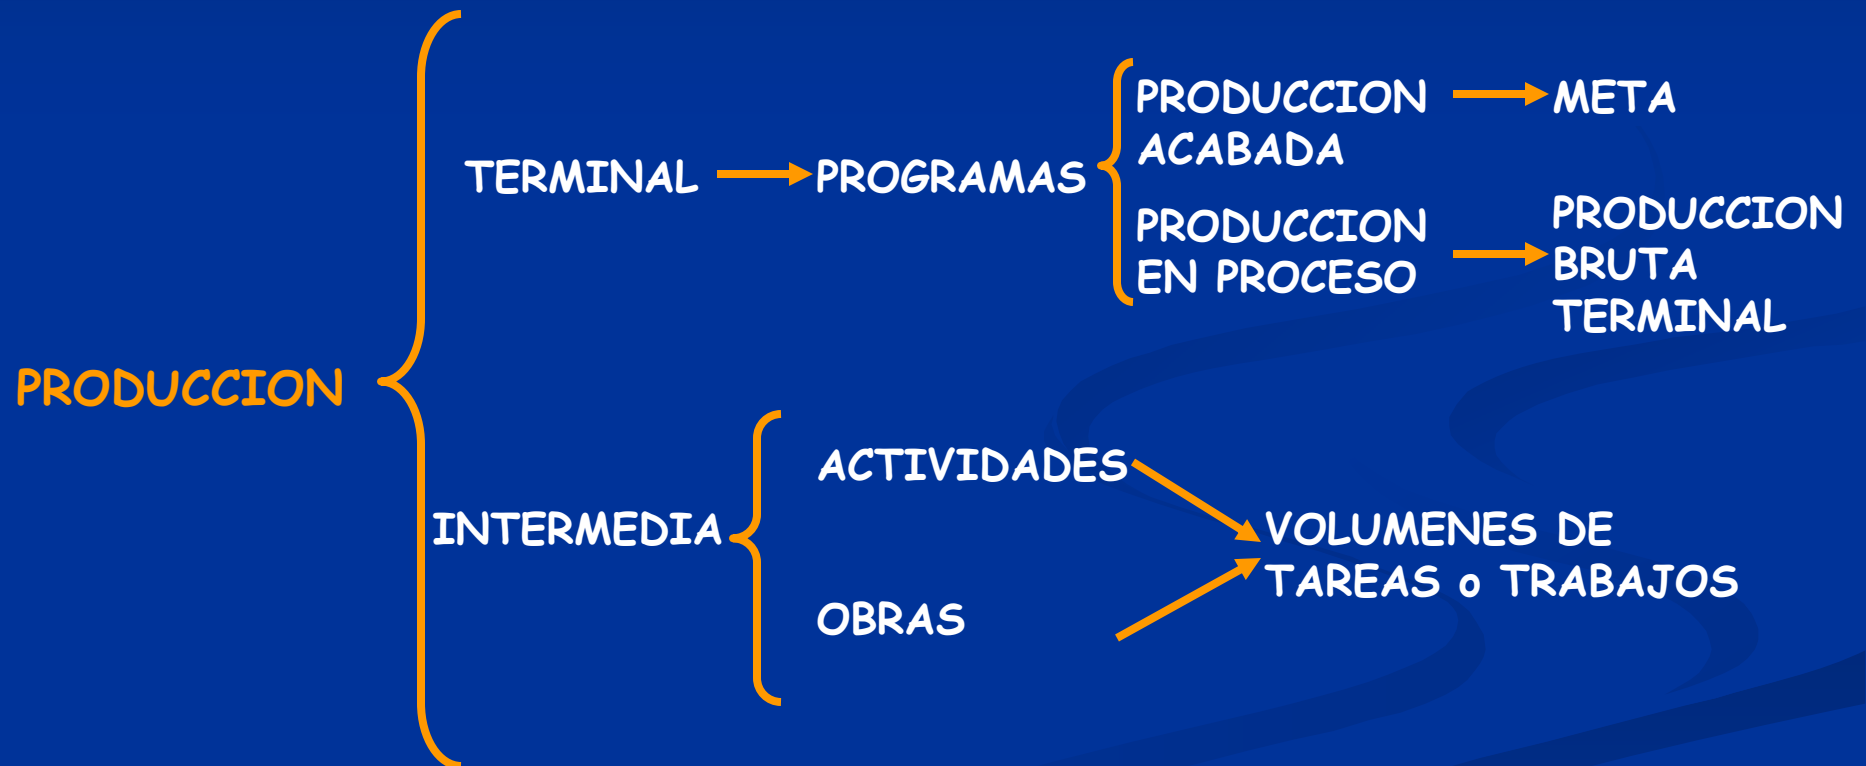 PRODUCCION
TERMINAL
PROGRAMAS
PRODUCCION
ACABADA
META
PRODUCCION
EN PROCESO
PRODUCCION
BRUTA
TERMINAL
INTERMEDIA
ACTIVIDADES
OBRAS
VOLUMENES DE
TAREAS o TRABAJOS